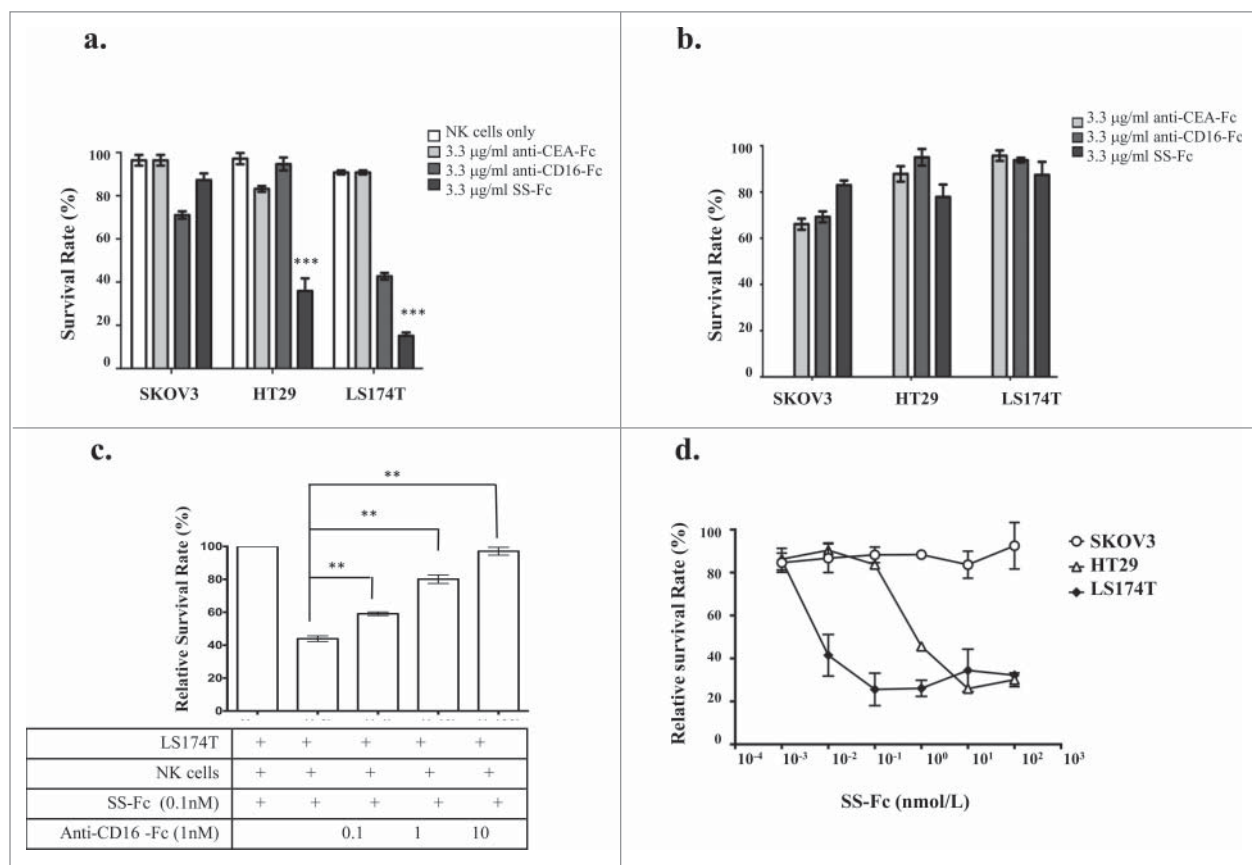 a.
NK cells only
3.3 µg/ml anti-CEA-Fc
3.3 µg/ml anti-CD16-Fc
3.3 µg/ml SS-Fc
Survival Rate (%)
100
80
60
40
20
0
***
***
SKOV3 HT29 LS174T
b.
3.3 µg/ml anti-CEA-Fc
3.3 µg/ml anti-CD16-Fc
3.3 µg/ml SS-Fc
Survival Rate (%)
100
80
60
40
20
0
SKOV3 HT29 LS174T
c.
**
**
**
Relative Survival Rate (%)
100
80
60
40
20
0
LS174T + + + + +
NK cells + + + + +
SS-Fc (0.1nM) + + + + +
Anti-CD16 -Fc (1nM) 0.1 1 10
d.
SKOV3
HT29
LS174T
Relative survival Rate (%)
100
80
60
40
20
0
10⁻⁴ 10⁻³ 10⁻² 10⁻¹ 10⁰ 10¹ 10² 10³
SS-Fc (nmol/L)